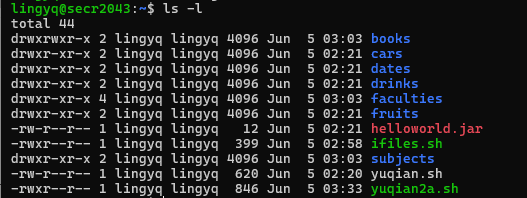 lingyq@secr2043:~$ ls -l
total 44
drwxrwxr-x 2 lingyq lingyq 4096 Jun  5 03:03 books
drwxr-xr-x 2 lingyq lingyq 4096 Jun  5 02:21 cars
drwxr-xr-x 2 lingyq lingyq 4096 Jun  5 02:21 dates
drwxr-xr-x 2 lingyq lingyq 4096 Jun  5 02:21 drinks
drwxr-xr-x 4 lingyq lingyq 4096 Jun  5 03:03 faculties
drwxr-xr-x 2 lingyq lingyq 4096 Jun  5 02:21 fruits
-rw-r--r-- 1 lingyq lingyq   12 Jun  5 02:21 helloworld.jar
-rwxr--r-- 1 lingyq lingyq  399 Jun  5 02:58 ifiles.sh
drwxr-xr-x 2 lingyq lingyq 4096 Jun  5 03:03 subjects
-rw-r--r-- 1 lingyq lingyq  620 Jun  5 02:20 yuqian.sh
-rwxr--r-- 1 lingyq lingyq  846 Jun  5 03:33 yuqian2a.sh